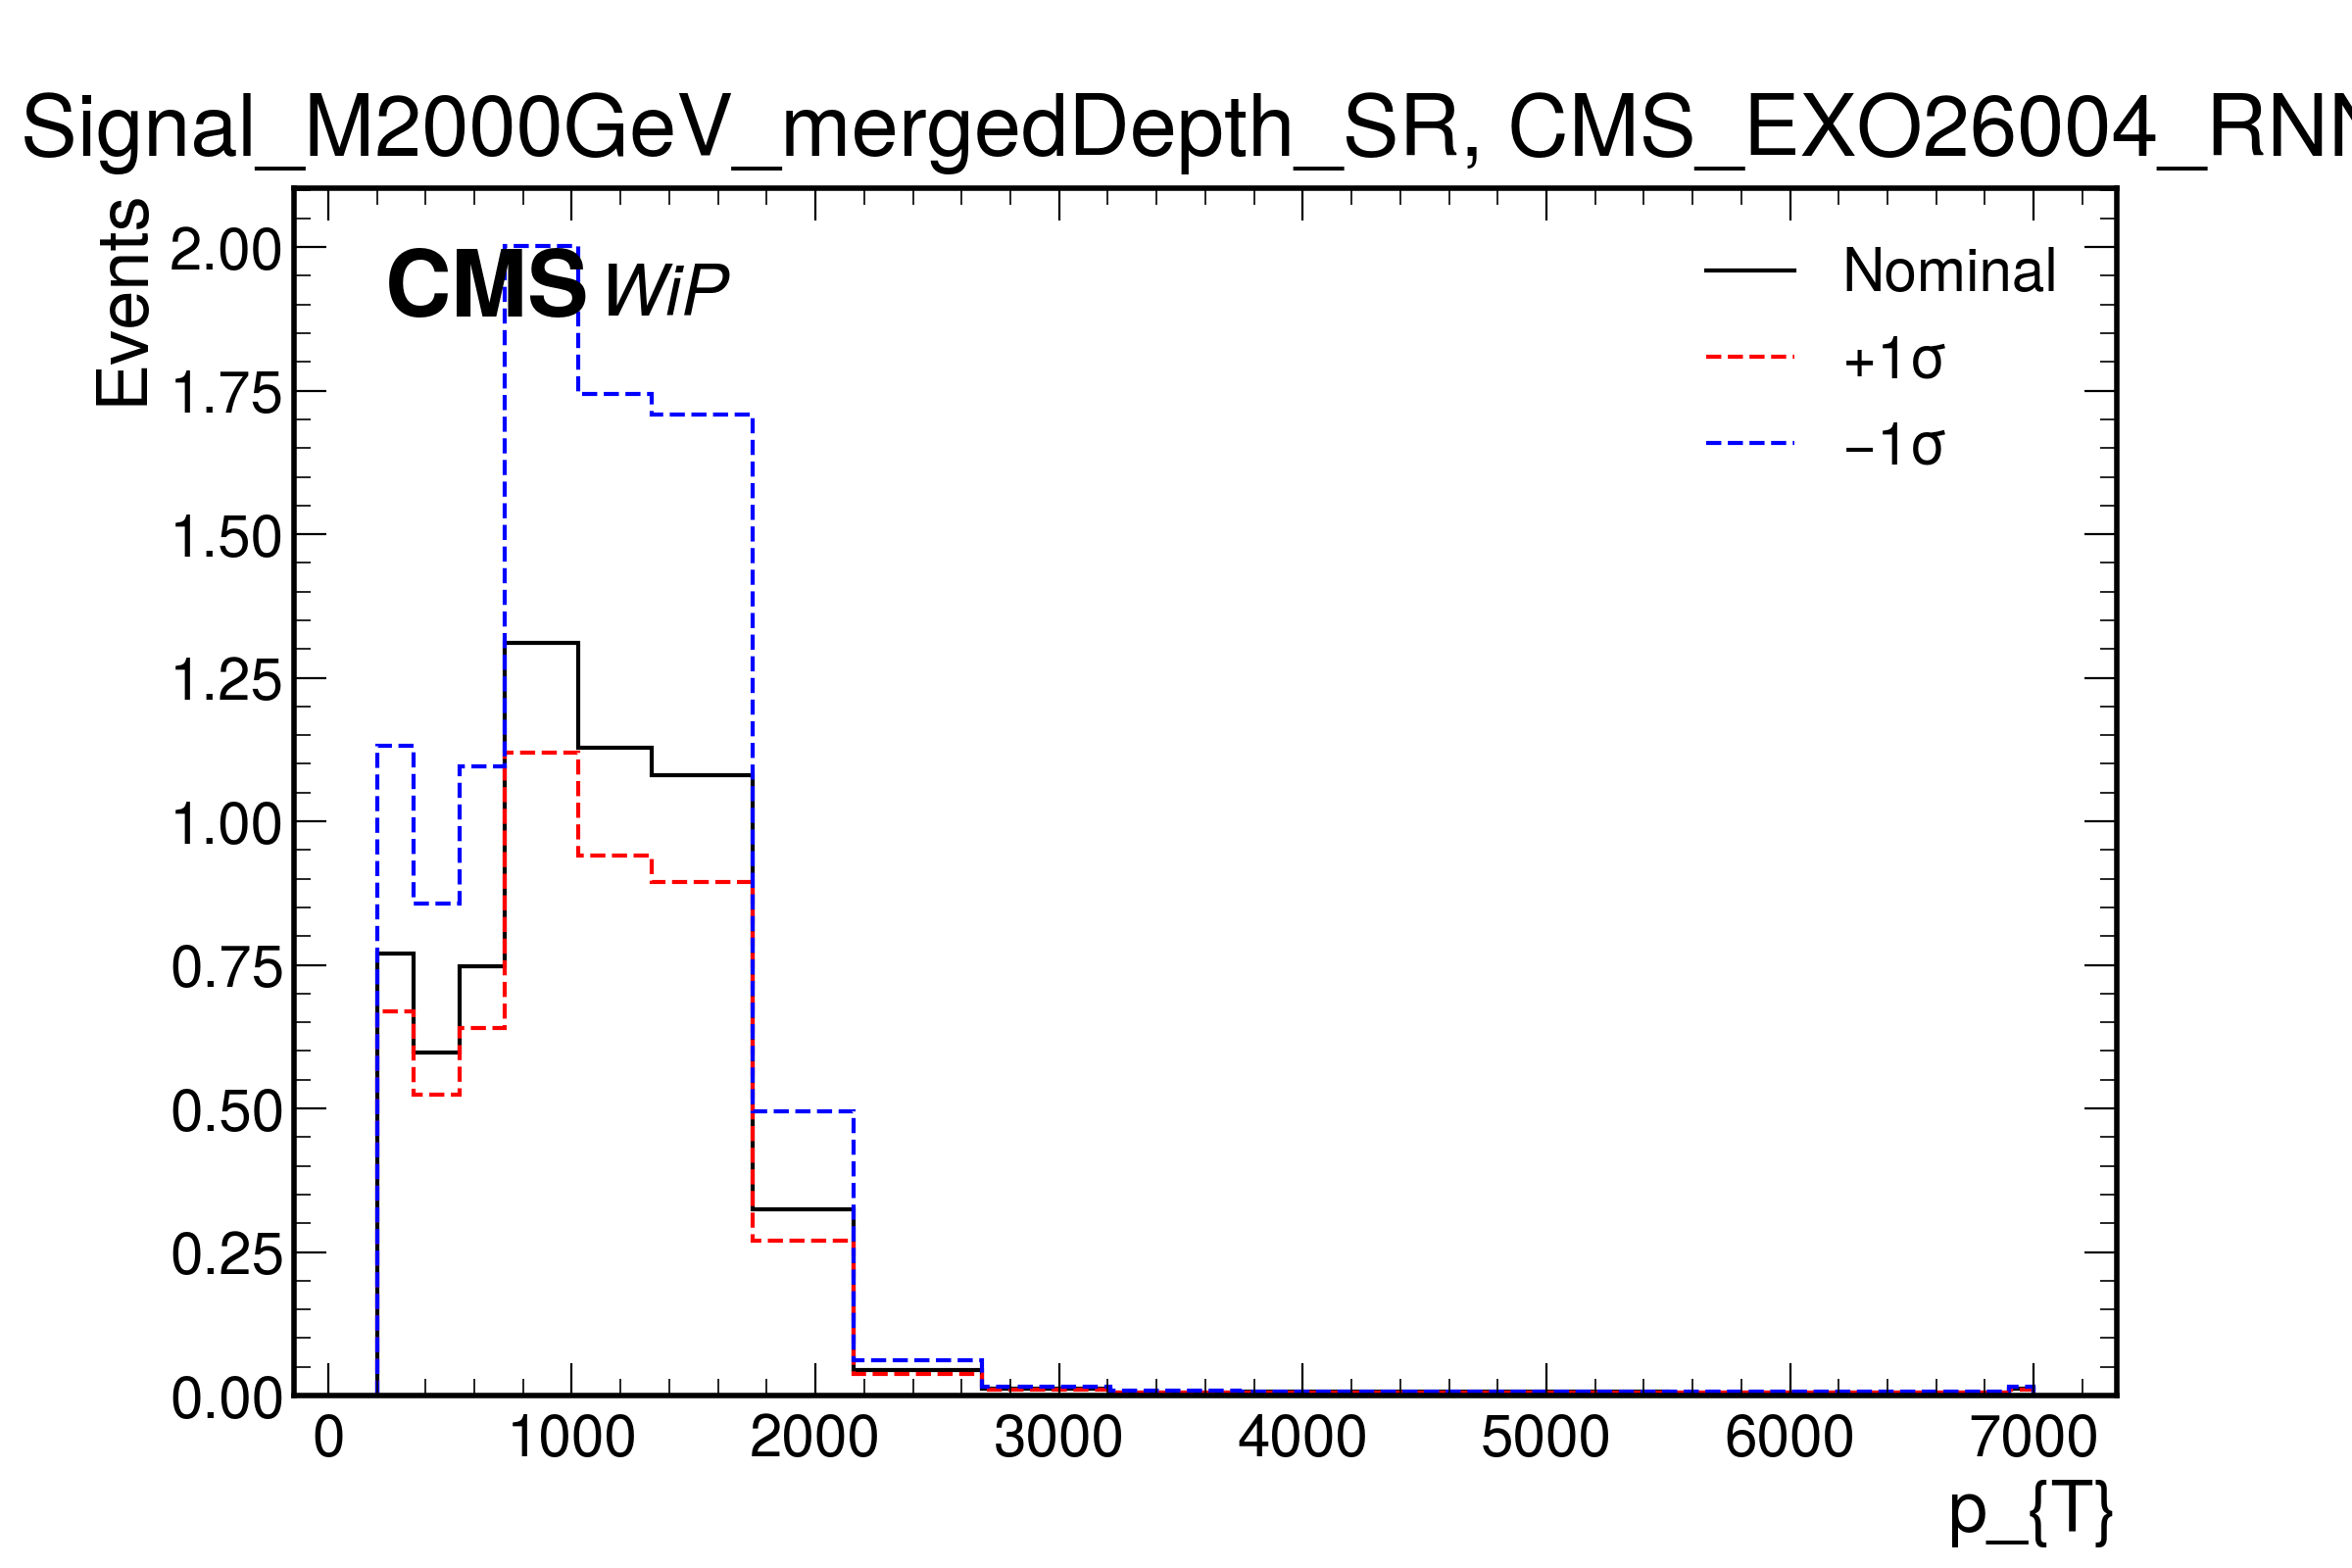 Signal_M2000GeV_mergedDepth_SR, CMS_EXO26004_RNN
Events
CMS WiP
Nominal
+1σ
−1σ
2.00
1.75
1.50
1.25
1.00
0.75
0.50
0.25
0.00
0 1000 2000 3000 4000 5000 6000 7000
p_{T}